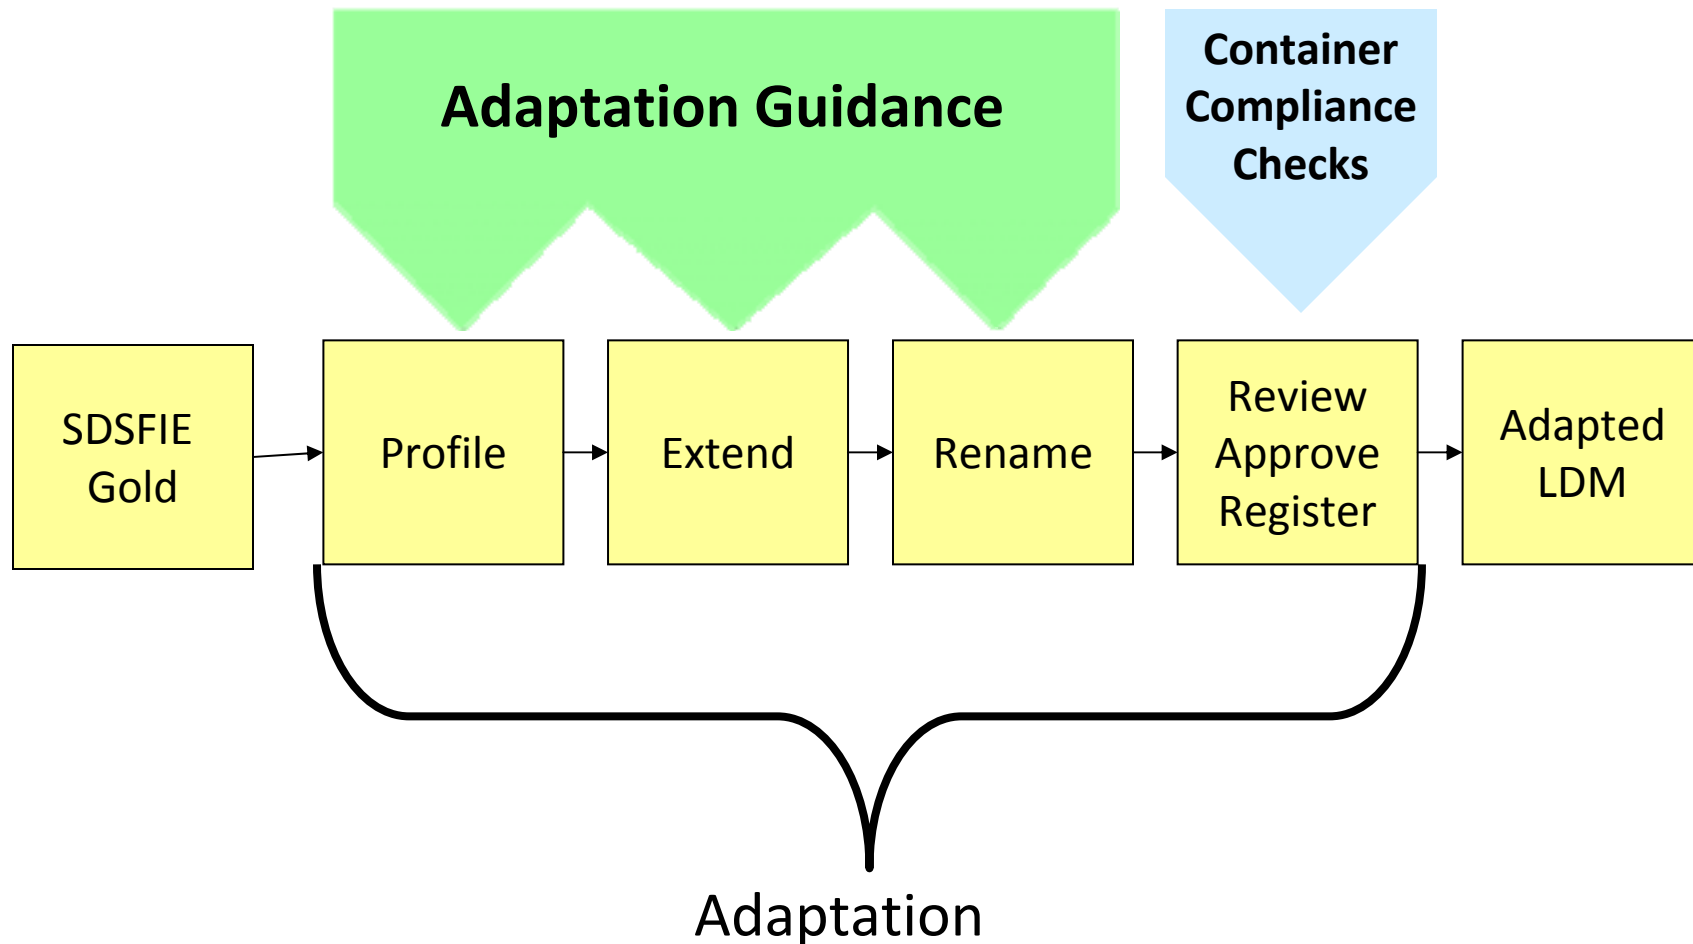 Adaptation Guidance
Container
Compliance
Checks
SDSFIE
Gold
Profile
Extend
Rename
Review
Approve
Register
Adapted
LDM
Adaptation